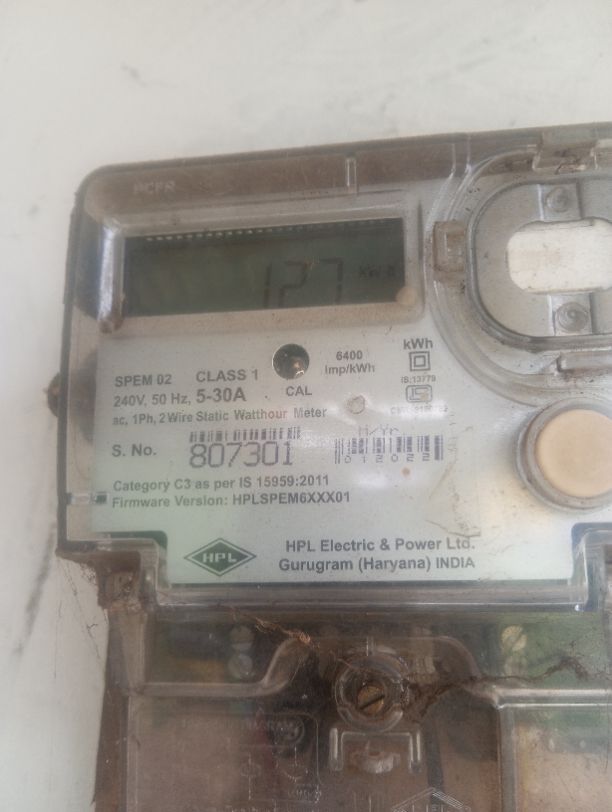 127
SPEM 02 CLASS 1
240V, 50 Hz, 5-30A
ac, 1Ph, 2 Wire Static Watthour Meter
CAL
6400
Imp/kWh
kWh
IS:13779
S. No.
807301
M/Yr
012022
Category C3 as per IS 15959:2011
Firmware Version: HPLSPEM6XXX01
HPL
HPL Electric & Power Ltd.
Gurugram (Haryana) INDIA